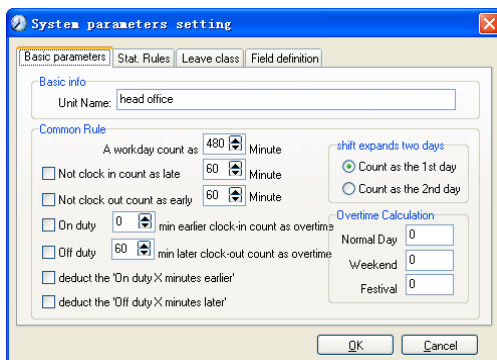 System parameters setting
Basic parameters Stat. Rules Leave class Field definition
Basic info
Unit Name: head office
Common Rule
A workday count as 480 Minute
Not clock in count as late 60 Minute
Not clock out count as early 60 Minute
On duty 0 min earlier clock-in count as overtime
Off duty 60 min later clock-out count as overtime
deduct the 'On duty X minutes earlier'
deduct the 'Off duty X minutes later'
shift expands two days
Count as the 1st day
Count as the 2nd day
Overtime Calculation
Normal Day 0
Weekend 0
Festival 0
OK Cancel